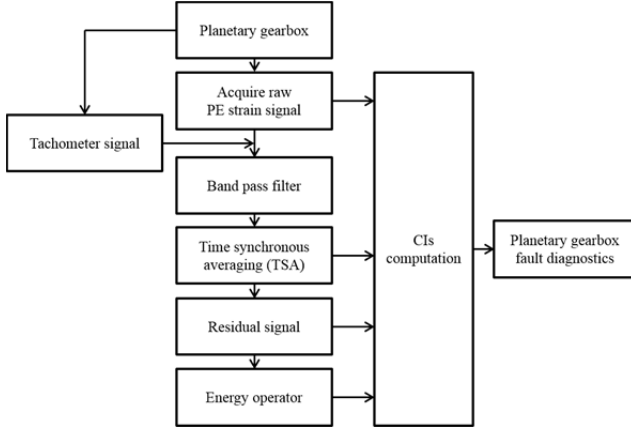 Planetary gearbox
Acquire raw
PE strain signal
Tachometer signal
Band pass filter
Time synchronous
averaging (TSA)
CIs
computation
Planetary gearbox
fault diagnostics
Residual signal
Energy operator